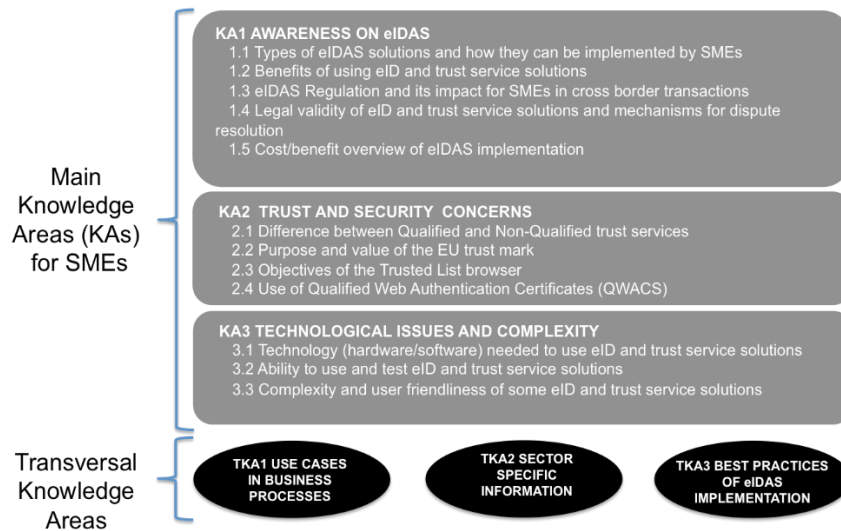 KA1 AWARENESS ON eIDAS
1.1 Types of eIDAS solutions and how they can be implemented by SMEs
1.2 Benefits of using eID and trust service solutions
1.3 eIDAS Regulation and its impact for SMEs in cross border transactions
1.4 Legal validity of eID and trust service solutions and mechanisms for dispute
resolution
1.5 Cost/benefit overview of eIDAS implementation
Main
Knowledge
Areas (KAs)
for SMEs
KA2 TRUST AND SECURITY CONCERNS
2.1 Difference between Qualified and Non-Qualified trust services
2.2 Purpose and value of the EU trust mark
2.3 Objectives of the Trusted List browser
2.4 Use of Qualified Web Authentication Certificates (QWACS)
KA3 TECHNOLOGICAL ISSUES AND COMPLEXITY
3.1 Technology (hardware/software) needed to use eID and trust service solutions
3.2 Ability to use and test eID and trust service solutions
3.3 Complexity and user friendliness of some eID and trust service solutions
Transversal
Knowledge
Areas
TKA1 USE CASES
IN BUSINESS
PROCESSES
TKA2 SECTOR
SPECIFIC
INFORMATION
TKA3 BEST PRACTICES
OF eIDAS
IMPLEMENTATION